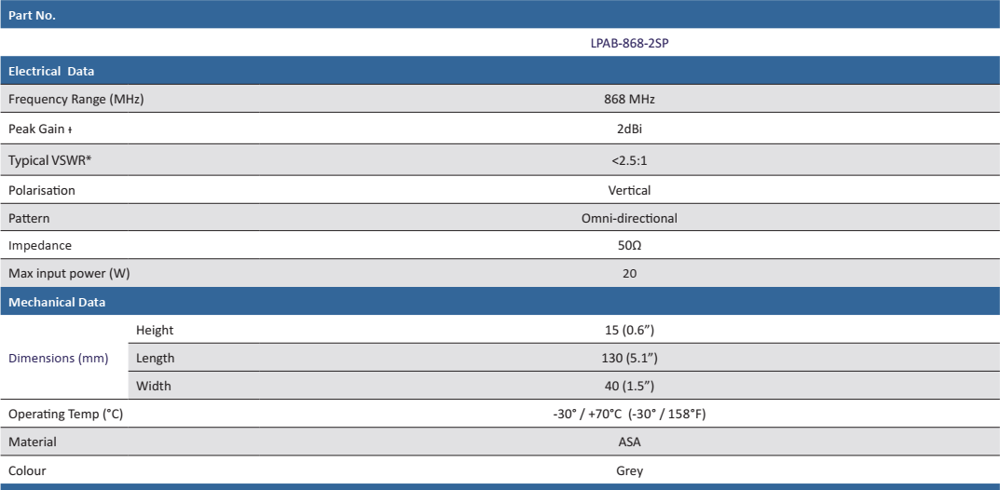 Part No.
LPAB-868-2SP
Electrical Data
Frequency Range (MHz) 868 MHz
Peak Gain ƚ 2dBi
Typical VSWR* <2.5:1
Polarisation Vertical
Pattern Omni-directional
Impedance 50Ω
Max input power (W) 20
Mechanical Data
Height 15 (0.6”)
Dimensions (mm) Length 130 (5.1”)
Width 40 (1.5”)
Operating Temp (°C) -30° / +70°C (-30° / 158°F)
Material ASA
Colour Grey